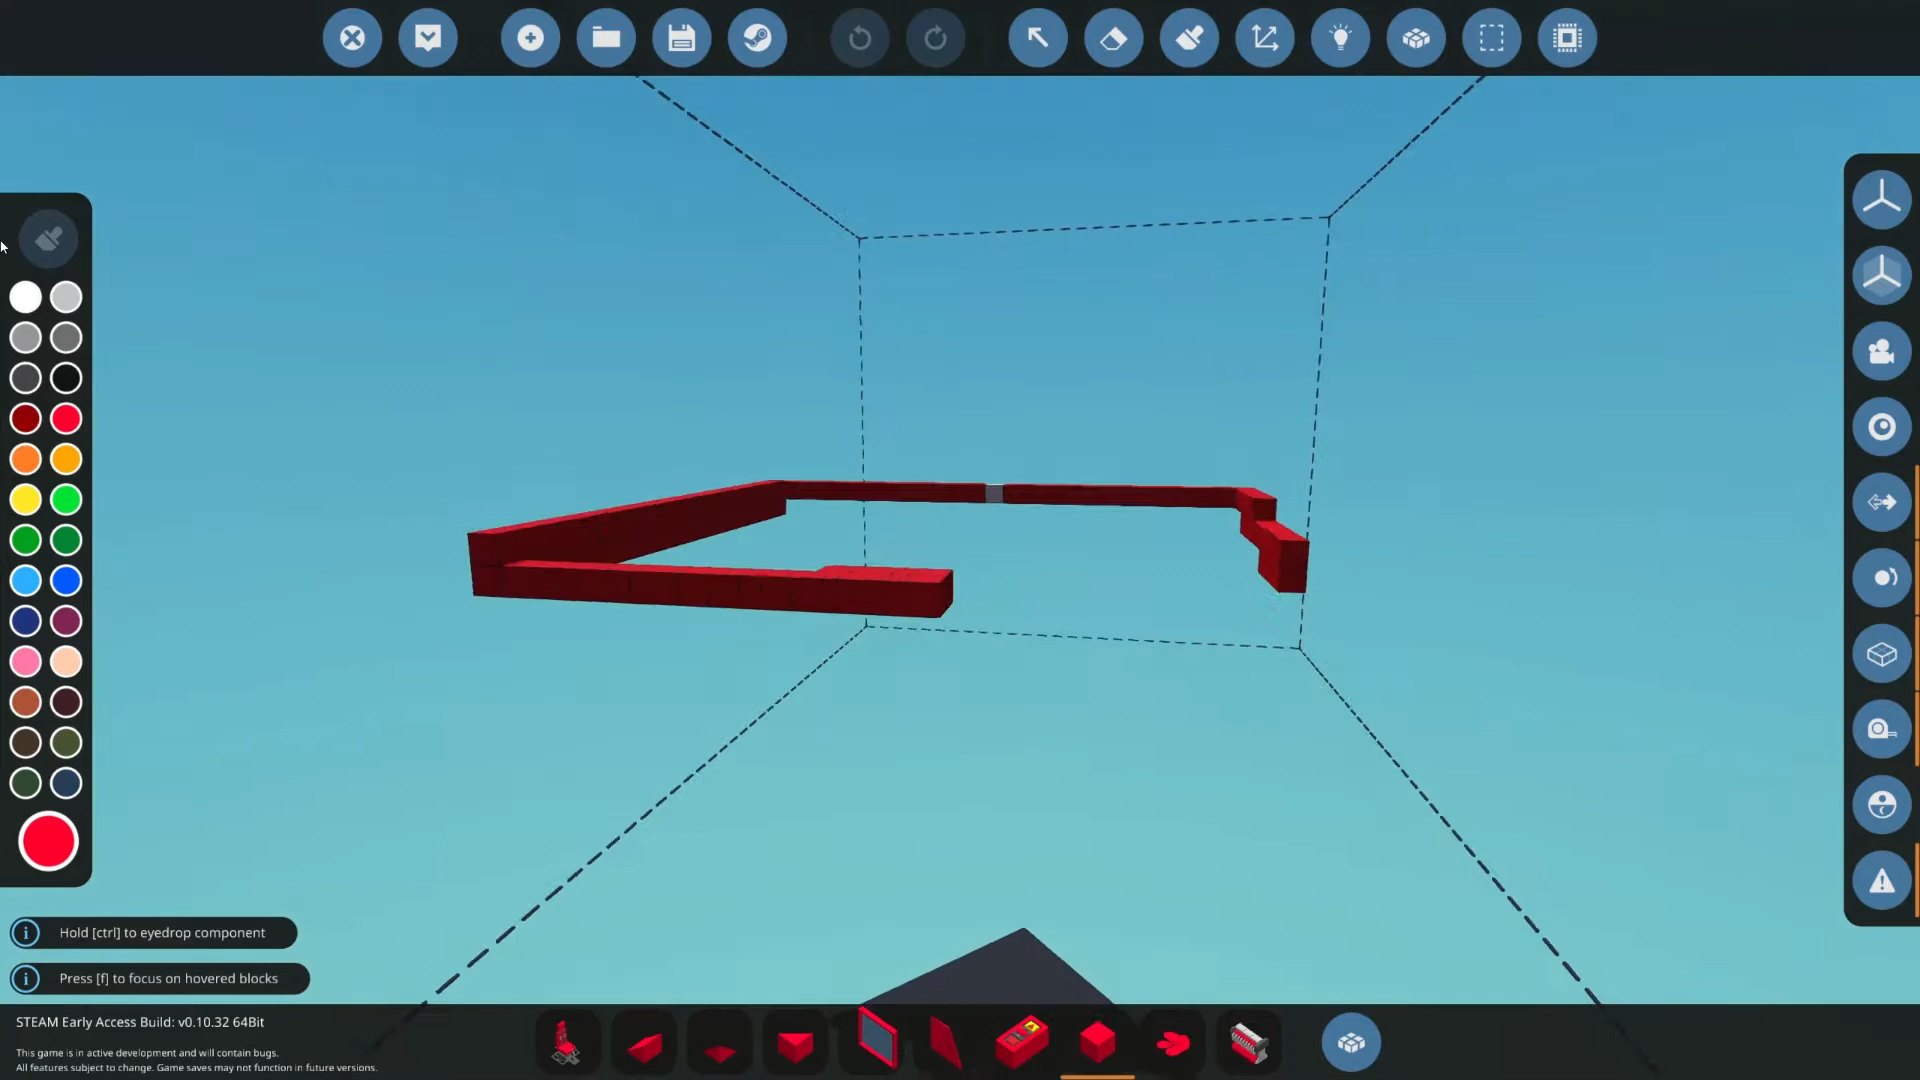 Hold [ctrl] to eyedrop component
Press [f] to focus on hovered blocks
STEAM Early Access Build: v0.10.32 64Bit
This game is in active development and will contain bugs.
All features subject to change. Game saves may not function in future versions.